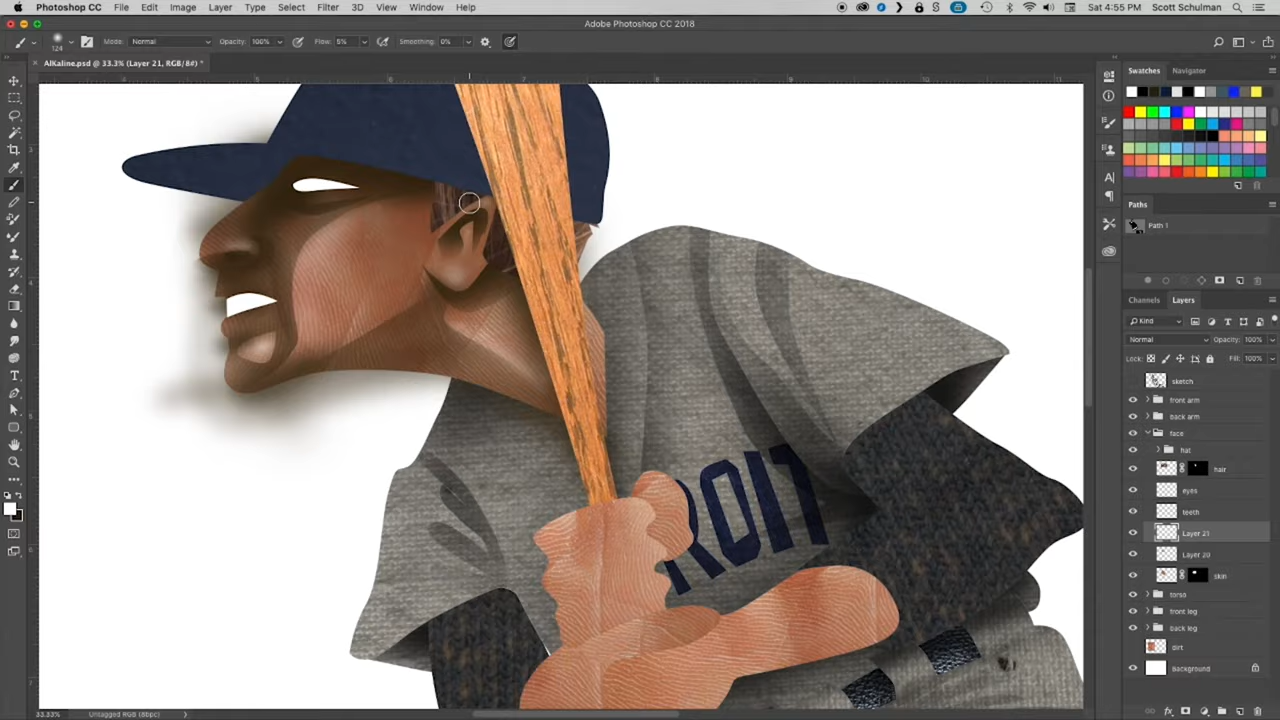 Photoshop CC File Edit Image Layer Type Select Filter 3D View Window Help Sat 4:55 PM Scott Schulman
Adobe Photoshop CC 2018
124 Mode: Normal Opacity: 100% Flow: 5% Smoothing: 0%
AlKaline.psd @ 33.3% (Layer 21, RGB/8#) *
Swatches Navigator
Paths
Path 1
Channels Layers
Kind
Normal Opacity: 100%
Lock: Fill: 100%
sketch
front arm
back arm
face
hat
hair
eyes
teeth
Layer 21
Layer 20
skin
torso
front leg
back leg
dirt
Background
ROIT
33.33% Untagged RGB (8bpc)